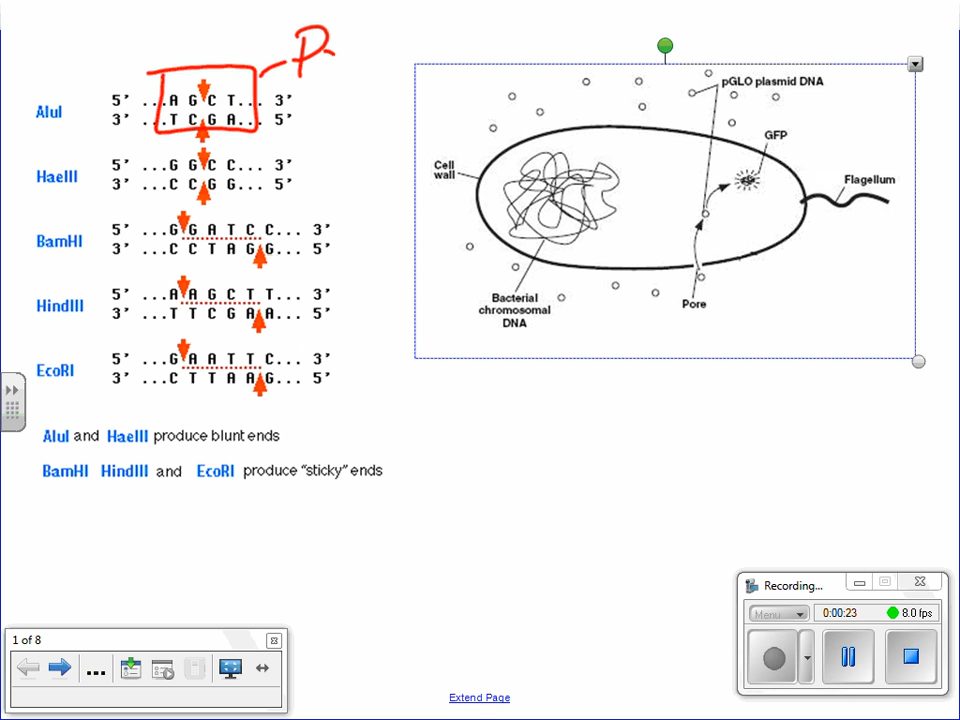 P
AluI
5' ...A G C T... 3'
3' ...T C G A... 5'
HaeIII
5' ...G G C C... 3'
3' ...C C G G... 5'
BamHI
5' ...G G A T C C... 3'
3' ...C C T A G G... 5'
HindIII
5' ...A A G C T T... 3'
3' ...T T C G A A... 5'
EcoRI
5' ...G A A T T C... 3'
3' ...C T T A A G... 5'
AluI and HaeIII produce blunt ends
BamHI HindIII and EcoRI produce "sticky" ends
pGLO plasmid DNA
GFP
Cell
wall
Flagellum
Bacterial
chromosomal
DNA
Pore
Recording...
Menu
0:00:23
8.0 fps
1 of 8
Extend Page